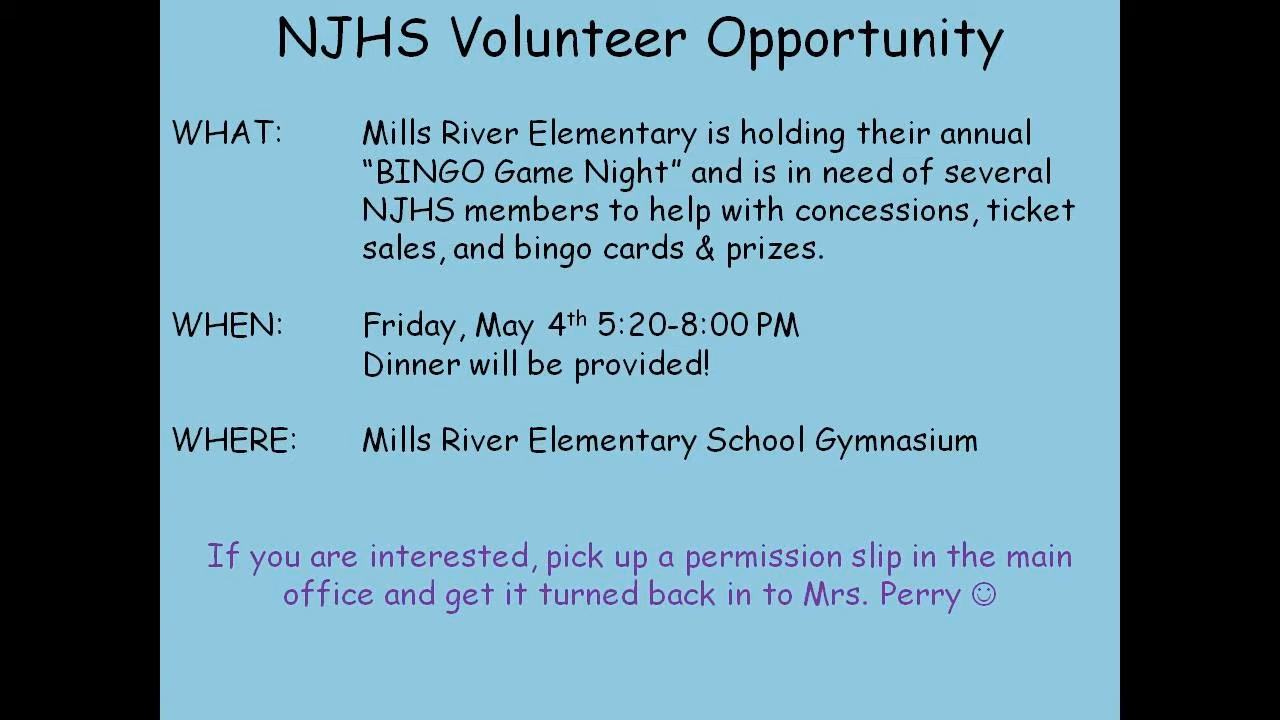 NJHS Volunteer Opportunity
WHAT: Mills River Elementary is holding their annual
“BINGO Game Night” and is in need of several
NJHS members to help with concessions, ticket
sales, and bingo cards & prizes.
WHEN: Friday, May 4th 5:20-8:00 PM
Dinner will be provided!
WHERE: Mills River Elementary School Gymnasium
If you are interested, pick up a permission slip in the main
office and get it turned back in to Mrs. Perry ☺